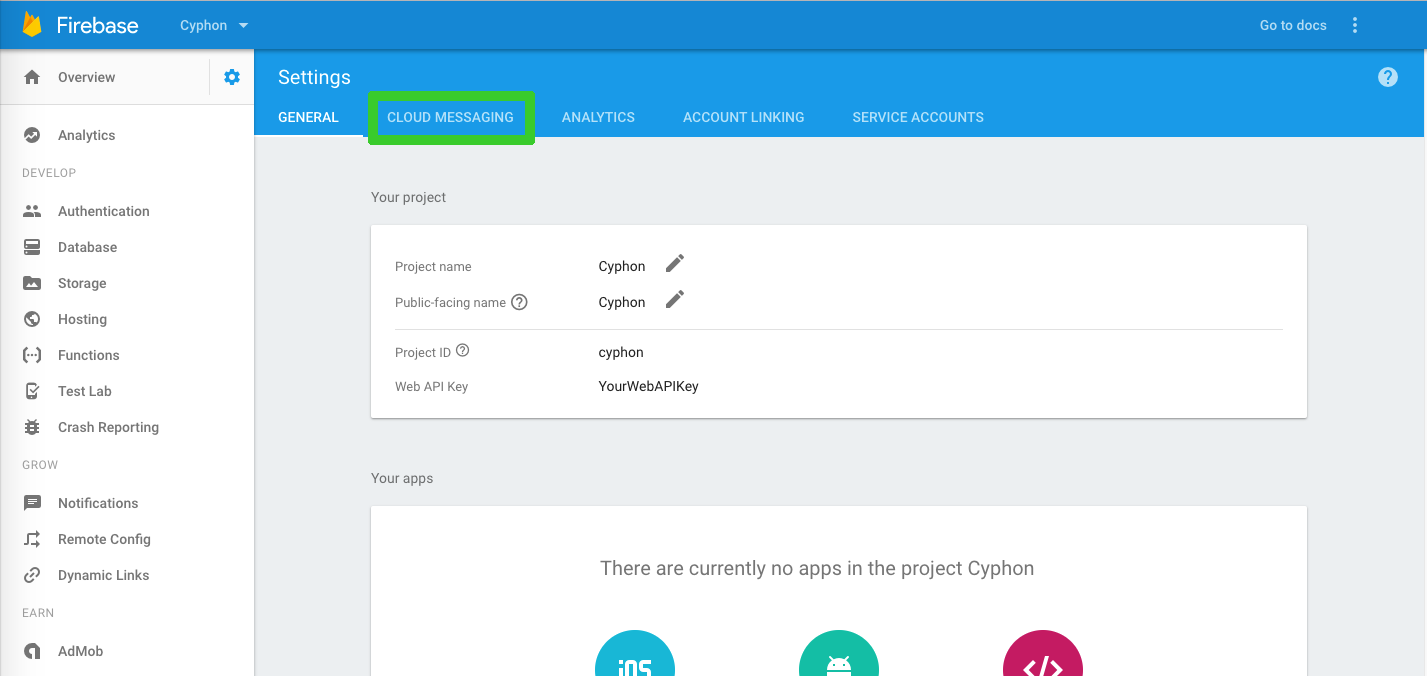 Firebase
Cyphon
Go to docs
Overview
Analytics
DEVELOP
Authentication
Database
Storage
Hosting
Functions
Test Lab
Crash Reporting
GROW
Notifications
Remote Config
Dynamic Links
EARN
AdMob
Settings
GENERAL CLOUD MESSAGING ANALYTICS ACCOUNT LINKING SERVICE ACCOUNTS
Your project
Project name Cyphon
Public-facing name Cyphon
Project ID cyphon
Web API Key YourWebAPIKey
Your apps
There are currently no apps in the project Cyphon
iOS